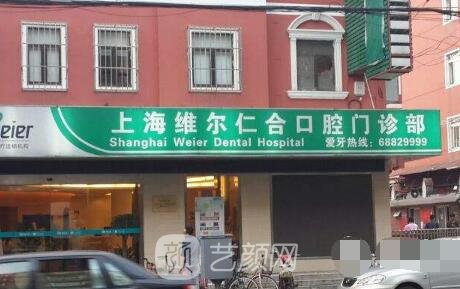 eier
上海维尔仁合口腔门诊部
Shanghai Weier Dental Hospital
爱牙热线：68829999
颜艺颜网